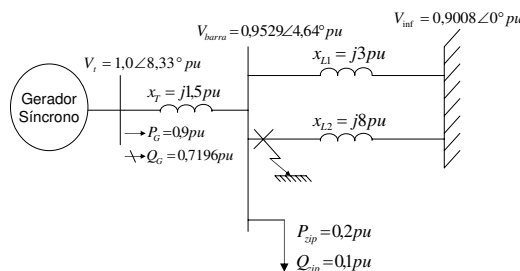 V_barra = 0,9529∠4,64° pu
V_inf = 0,9008∠0° pu
V_t = 1,0∠8,33° pu
x_L1 = j3pu
x_T = j1,5pu
Gerador
Síncrono
P_G = 0,9pu
Q_G = 0,7196pu
x_L2 = j8pu
P_zip = 0,2pu
Q_zip = 0,1pu